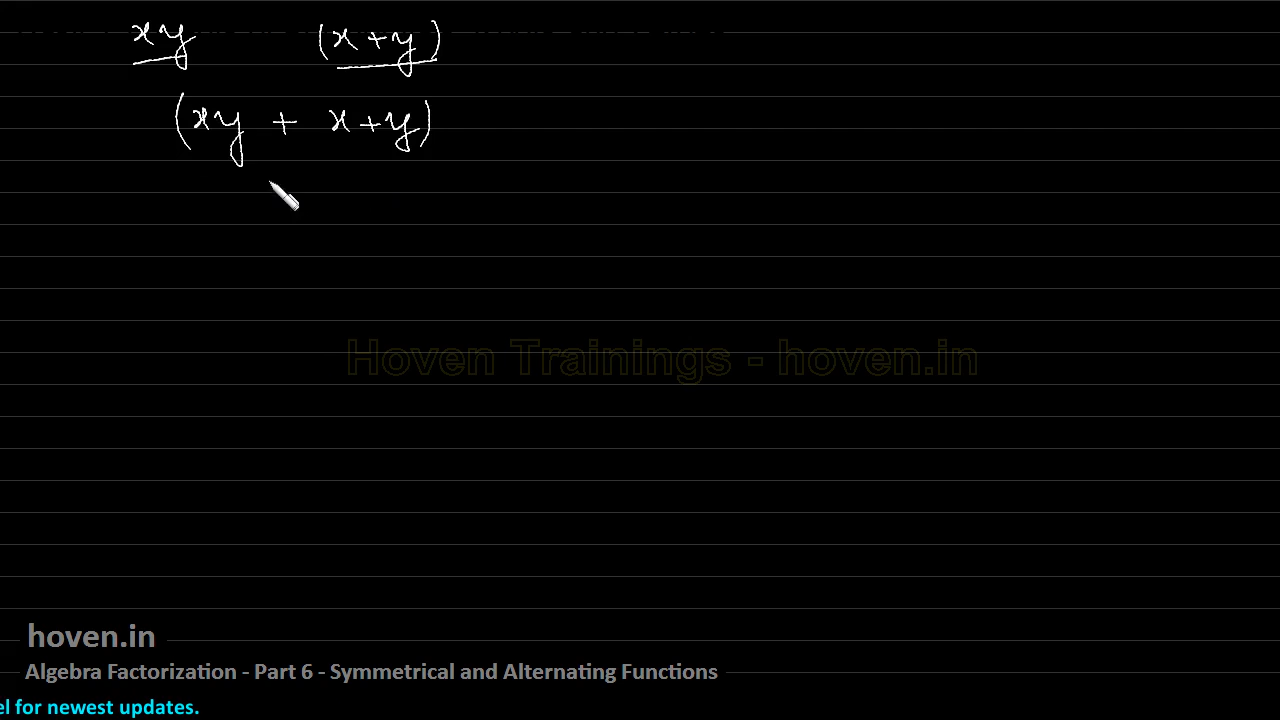 xy (x+y)
(xy + x+y)
Hoven Trainings - hoven.in
hoven.in
Algebra Factorization - Part 6 - Symmetrical and Alternating Functions
el for newest updates.